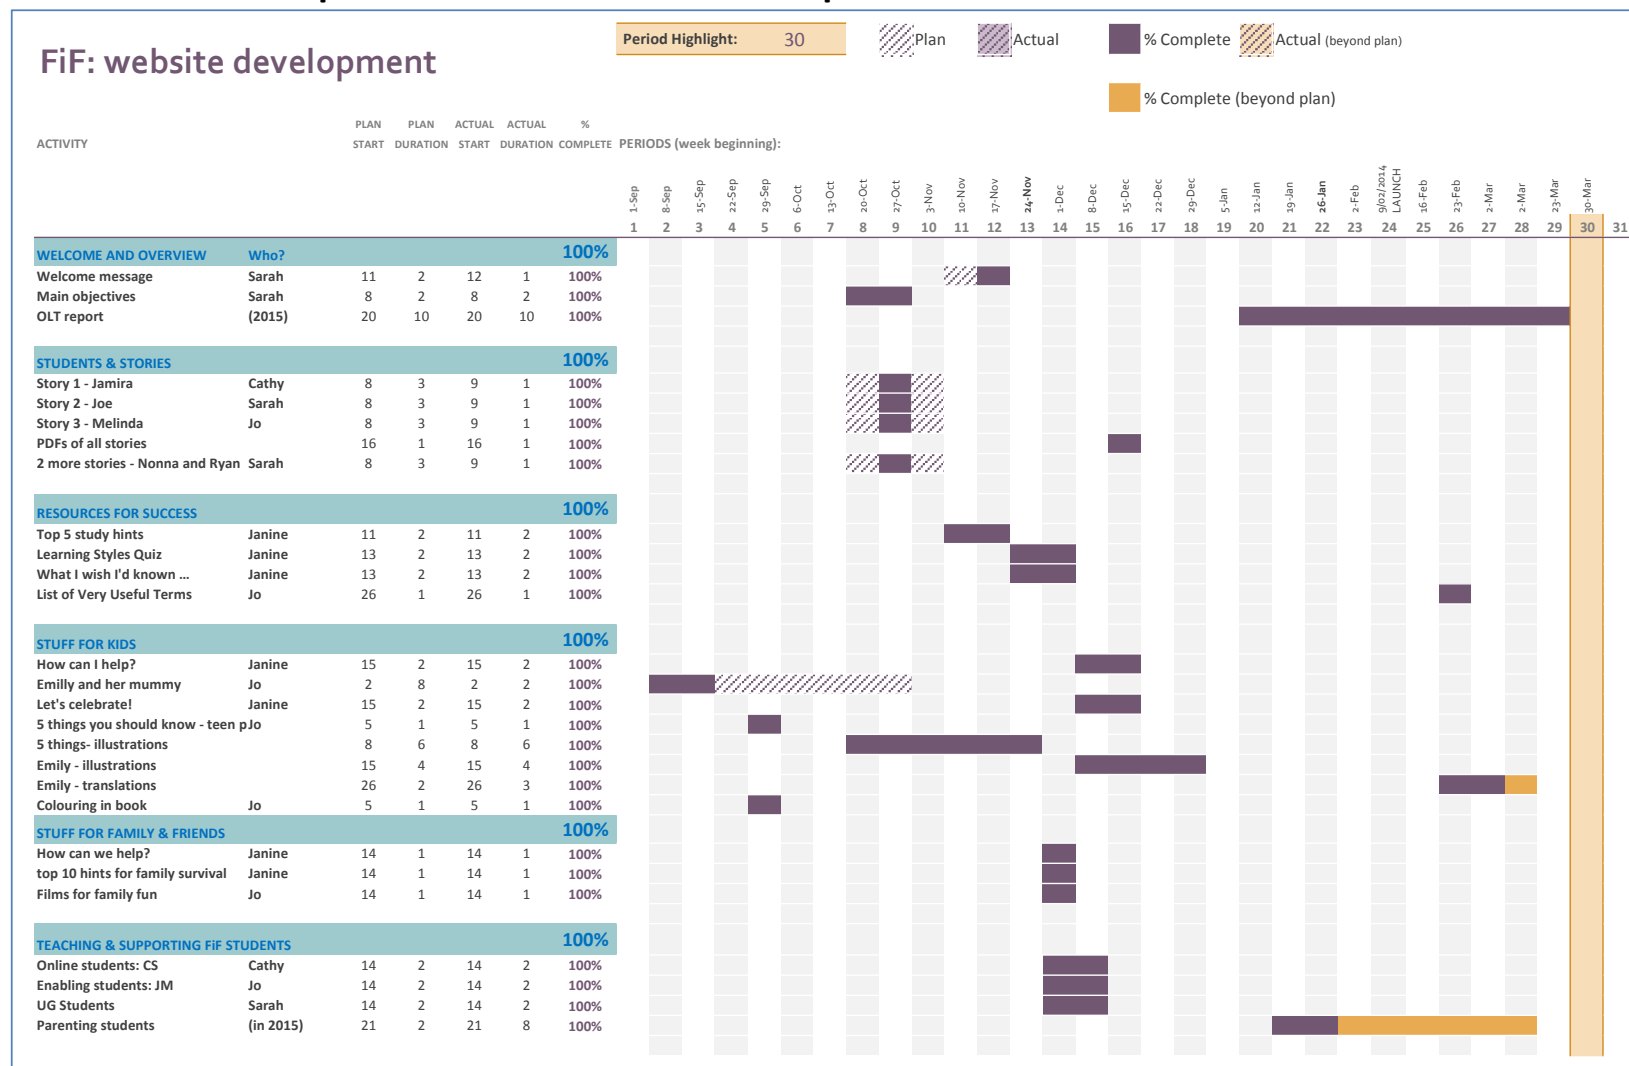 Period Highlight: 30 Plan Actual % Complete Actual (beyond plan)
FiF: website development
% Complete (beyond plan)
PLAN PLAN ACTUAL ACTUAL %
ACTIVITY START DURATION START DURATION COMPLETE PERIODS (week beginning):
1-Sep 8-Sep 15-Sep 22-Sep 29-Sep 6-Oct 13-Oct 20-Oct 27-Oct 3-Nov 10-Nov 17-Nov 24-Nov 1-Dec 8-Dec 15-Dec 22-Dec 29-Dec 5-Jan 12-Jan 19-Jan 26-Jan 2-Feb 9/02/2014 LAUNCH 16-Feb 23-Feb 2-Mar 2-Mar 23-Mar 30-Mar
1 2 3 4 5 6 7 8 9 10 11 12 13 14 15 16 17 18 19 20 21 22 23 24 25 26 27 28 29 30 31
WELCOME AND OVERVIEW Who? 100%
Welcome message Sarah 11 2 12 1 100%
Main objectives Sarah 8 2 8 2 100%
OLT report (2015) 20 10 20 10 100%
STUDENTS & STORIES 100%
Story 1 - Jamira Cathy 8 3 9 1 100%
Story 2 - Joe Sarah 8 3 9 1 100%
Story 3 - Melinda Jo 8 3 9 1 100%
PDFs of all stories 16 1 16 1 100%
2 more stories - Nonna and Ryan Sarah 8 3 9 1 100%
RESOURCES FOR SUCCESS 100%
Top 5 study hints Janine 11 2 11 2 100%
Learning Styles Quiz Janine 13 2 13 2 100%
What I wish I'd known ... Janine 13 2 13 2 100%
List of Very Useful Terms Jo 26 1 26 1 100%
STUFF FOR KIDS 100%
How can I help? Janine 15 2 15 2 100%
Emilly and her mummy Jo 2 8 2 2 100%
Let's celebrate! Janine 15 2 15 2 100%
5 things you should know - teen p Jo 5 1 5 1 100%
5 things- illustrations 8 6 8 6 100%
Emily - illustrations 15 4 15 4 100%
Emily - translations 26 2 26 3 100%
Colouring in book Jo 5 1 5 1 100%
STUFF FOR FAMILY & FRIENDS 100%
How can we help? Janine 14 1 14 1 100%
top 10 hints for family survival Janine 14 1 14 1 100%
Films for family fun Jo 14 1 14 1 100%
TEACHING & SUPPORTING FiF STUDENTS 100%
Online students: CS Cathy 14 2 14 2 100%
Enabling students: JM Jo 14 2 14 2 100%
UG Students Sarah 14 2 14 2 100%
Parenting students (in 2015) 21 2 21 8 100%